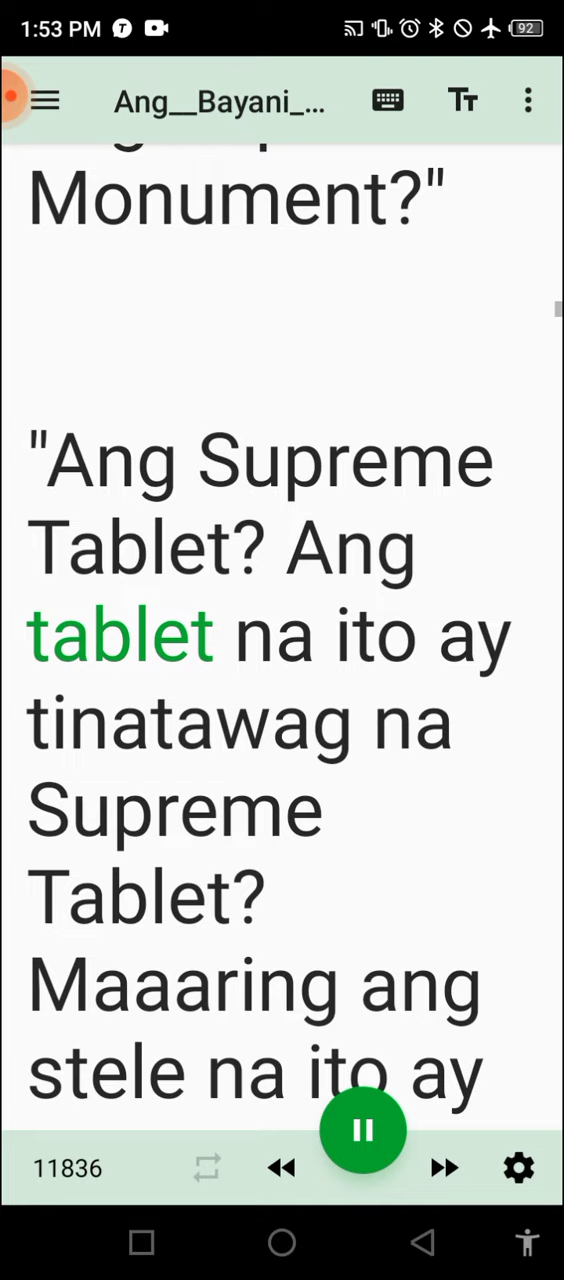 1:53 PM
92
Ang__Bayani_...
Monument?"
"Ang Supreme
Tablet? Ang
tablet na ito ay
tinatawag na
Supreme
Tablet?
Maaaring ang
stele na ito ay
11836